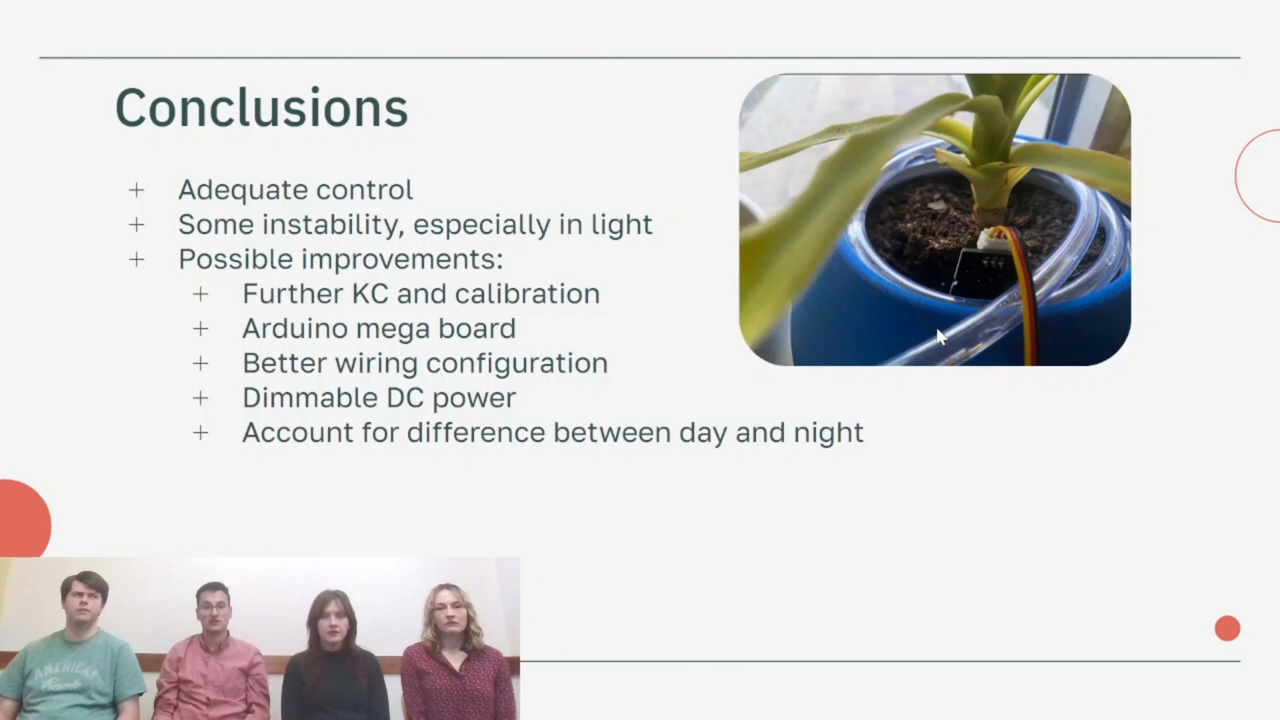 Conclusions
+ Adequate control
+ Some instability, especially in light
+ Possible improvements:
+ Further KC and calibration
+ Arduino mega board
+ Better wiring configuration
+ Dimmable DC power
+ Account for difference between day and night
AMERICAN